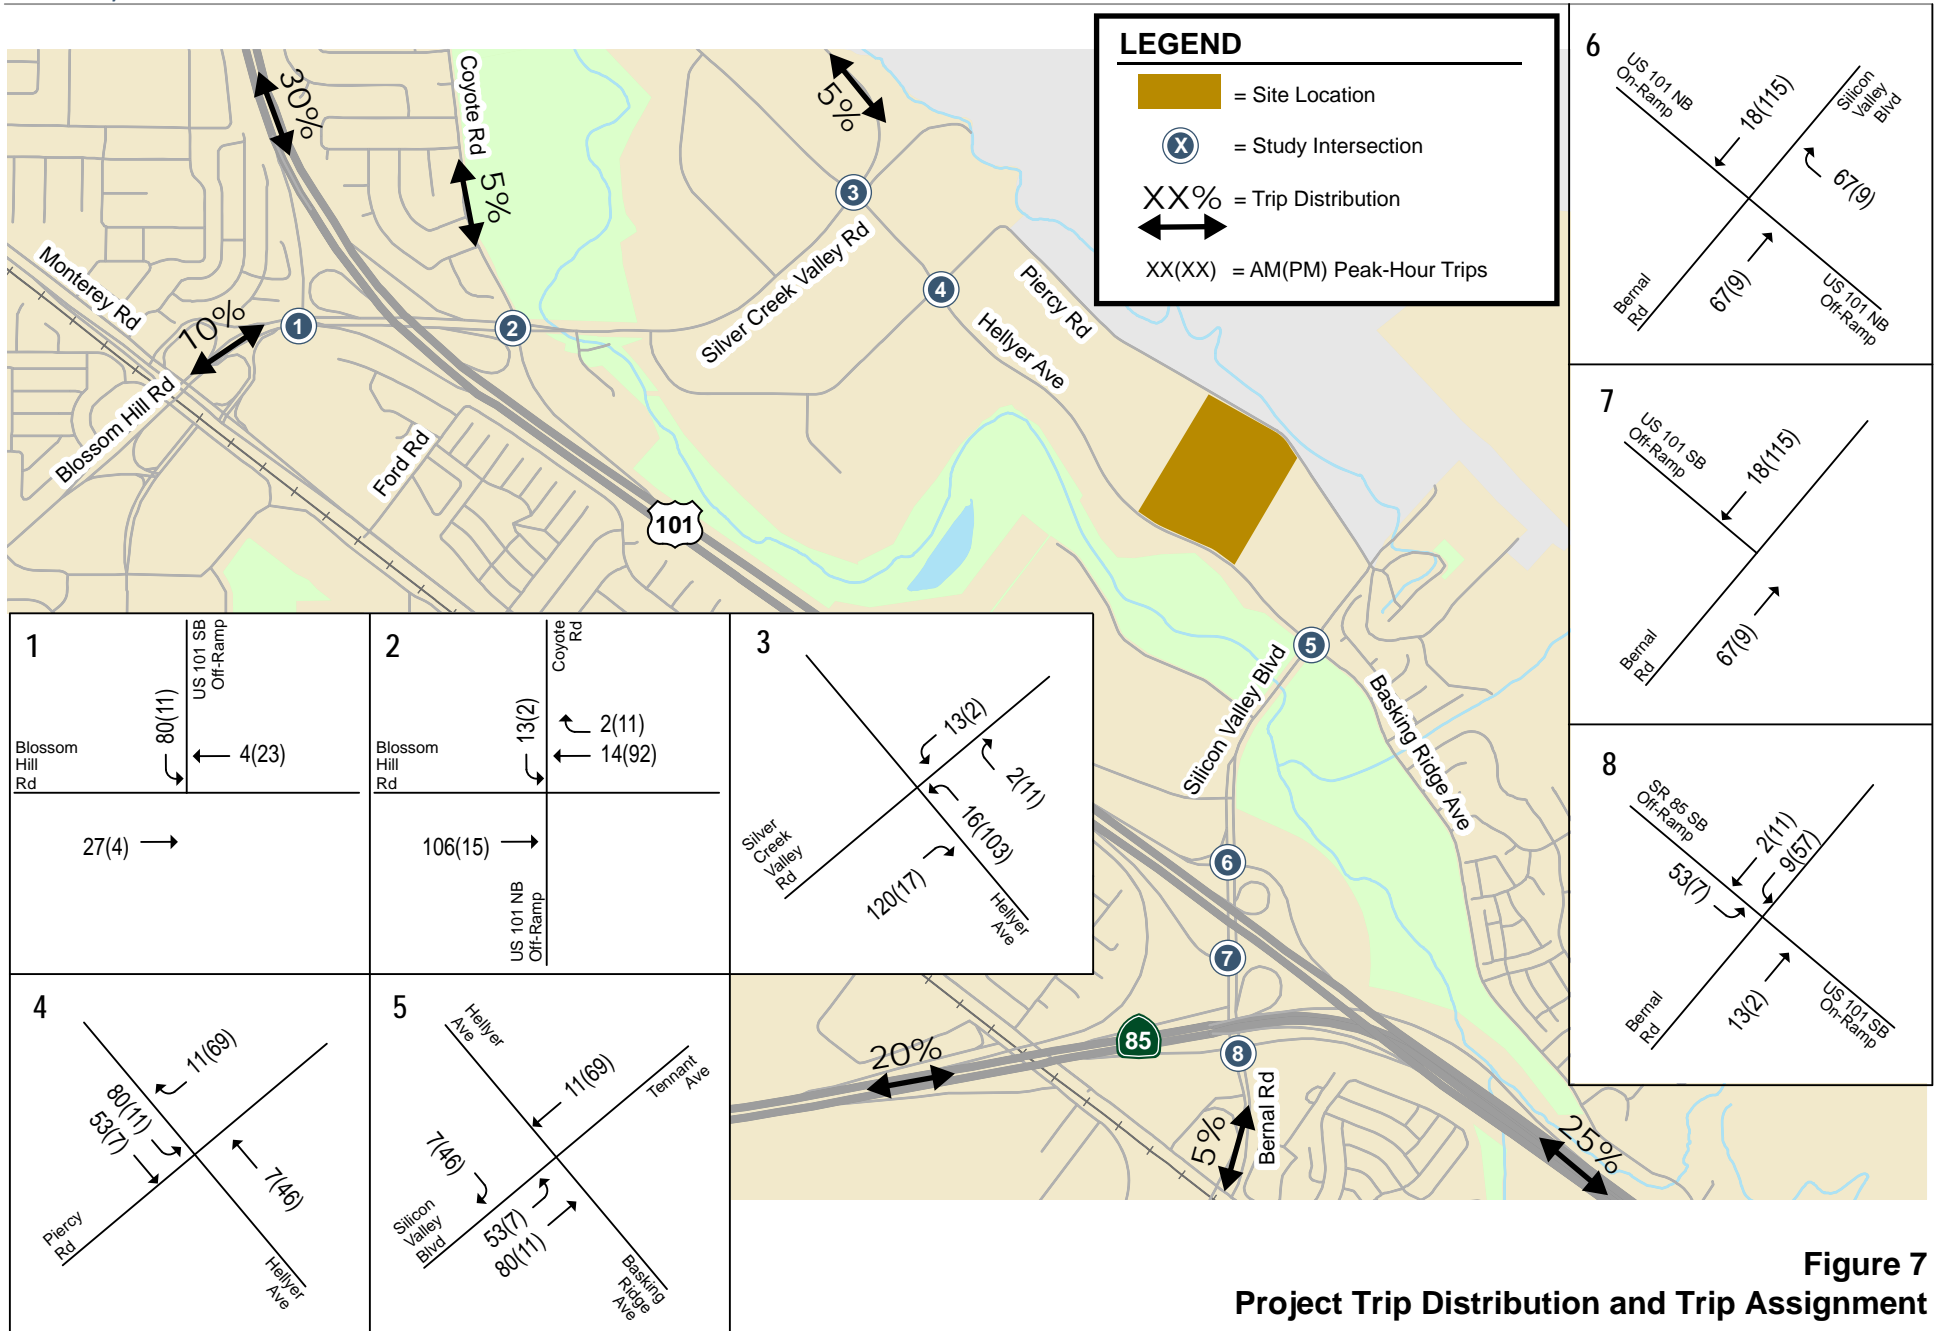 30%
Coyote Rd
5%
5%
3
Silver Creek Valley Rd
4
Piercy Rd
Hellyer Ave
Monterey Rd
10%
1
2
Blossom Hill Rd
Ford Rd
101
5
Silicon Valley Blvd
Basking Ridge Ave
6
7
85
20%
8
Bernal Rd
5%
25%
LEGEND
= Site Location
X = Study Intersection
XX% = Trip Distribution
XX(XX) = AM(PM) Peak-Hour Trips
1
US 101 SB
Off-Ramp
80(11)
4(23)
Blossom
Hill
Rd
27(4)
2
Coyote
Rd
13(2)
2(11)
14(92)
Blossom
Hill
Rd
106(15)
US 101 NB
Off-Ramp
3
13(2)
2(11)
16(103)
120(17)
Silver
Creek
Valley
Rd
Hellyer
Ave
4
11(69)
80(11)
53(7)
7(46)
Piercy
Rd
Hellyer
Ave
5
Hellyer
Ave
11(69)
Tennant
Ave
7(46)
53(7)
80(11)
Silicon
Valley
Blvd
Basking
Ridge
Ave
6
US 101 NB
On-Ramp
18(115)
Silicon
Valley
Blvd
67(9)
67(9)
Bernal
Rd
US 101 NB
Off-Ramp
7
US 101 SB
Off-Ramp
18(115)
67(9)
Bernal
Rd
8
SR 85 SB
Off-Ramp
2(11)
9(57)
53(7)
13(2)
Bernal
Rd
US 101 SB
On-Ramp
Figure 7
Project Trip Distribution and Trip Assignment